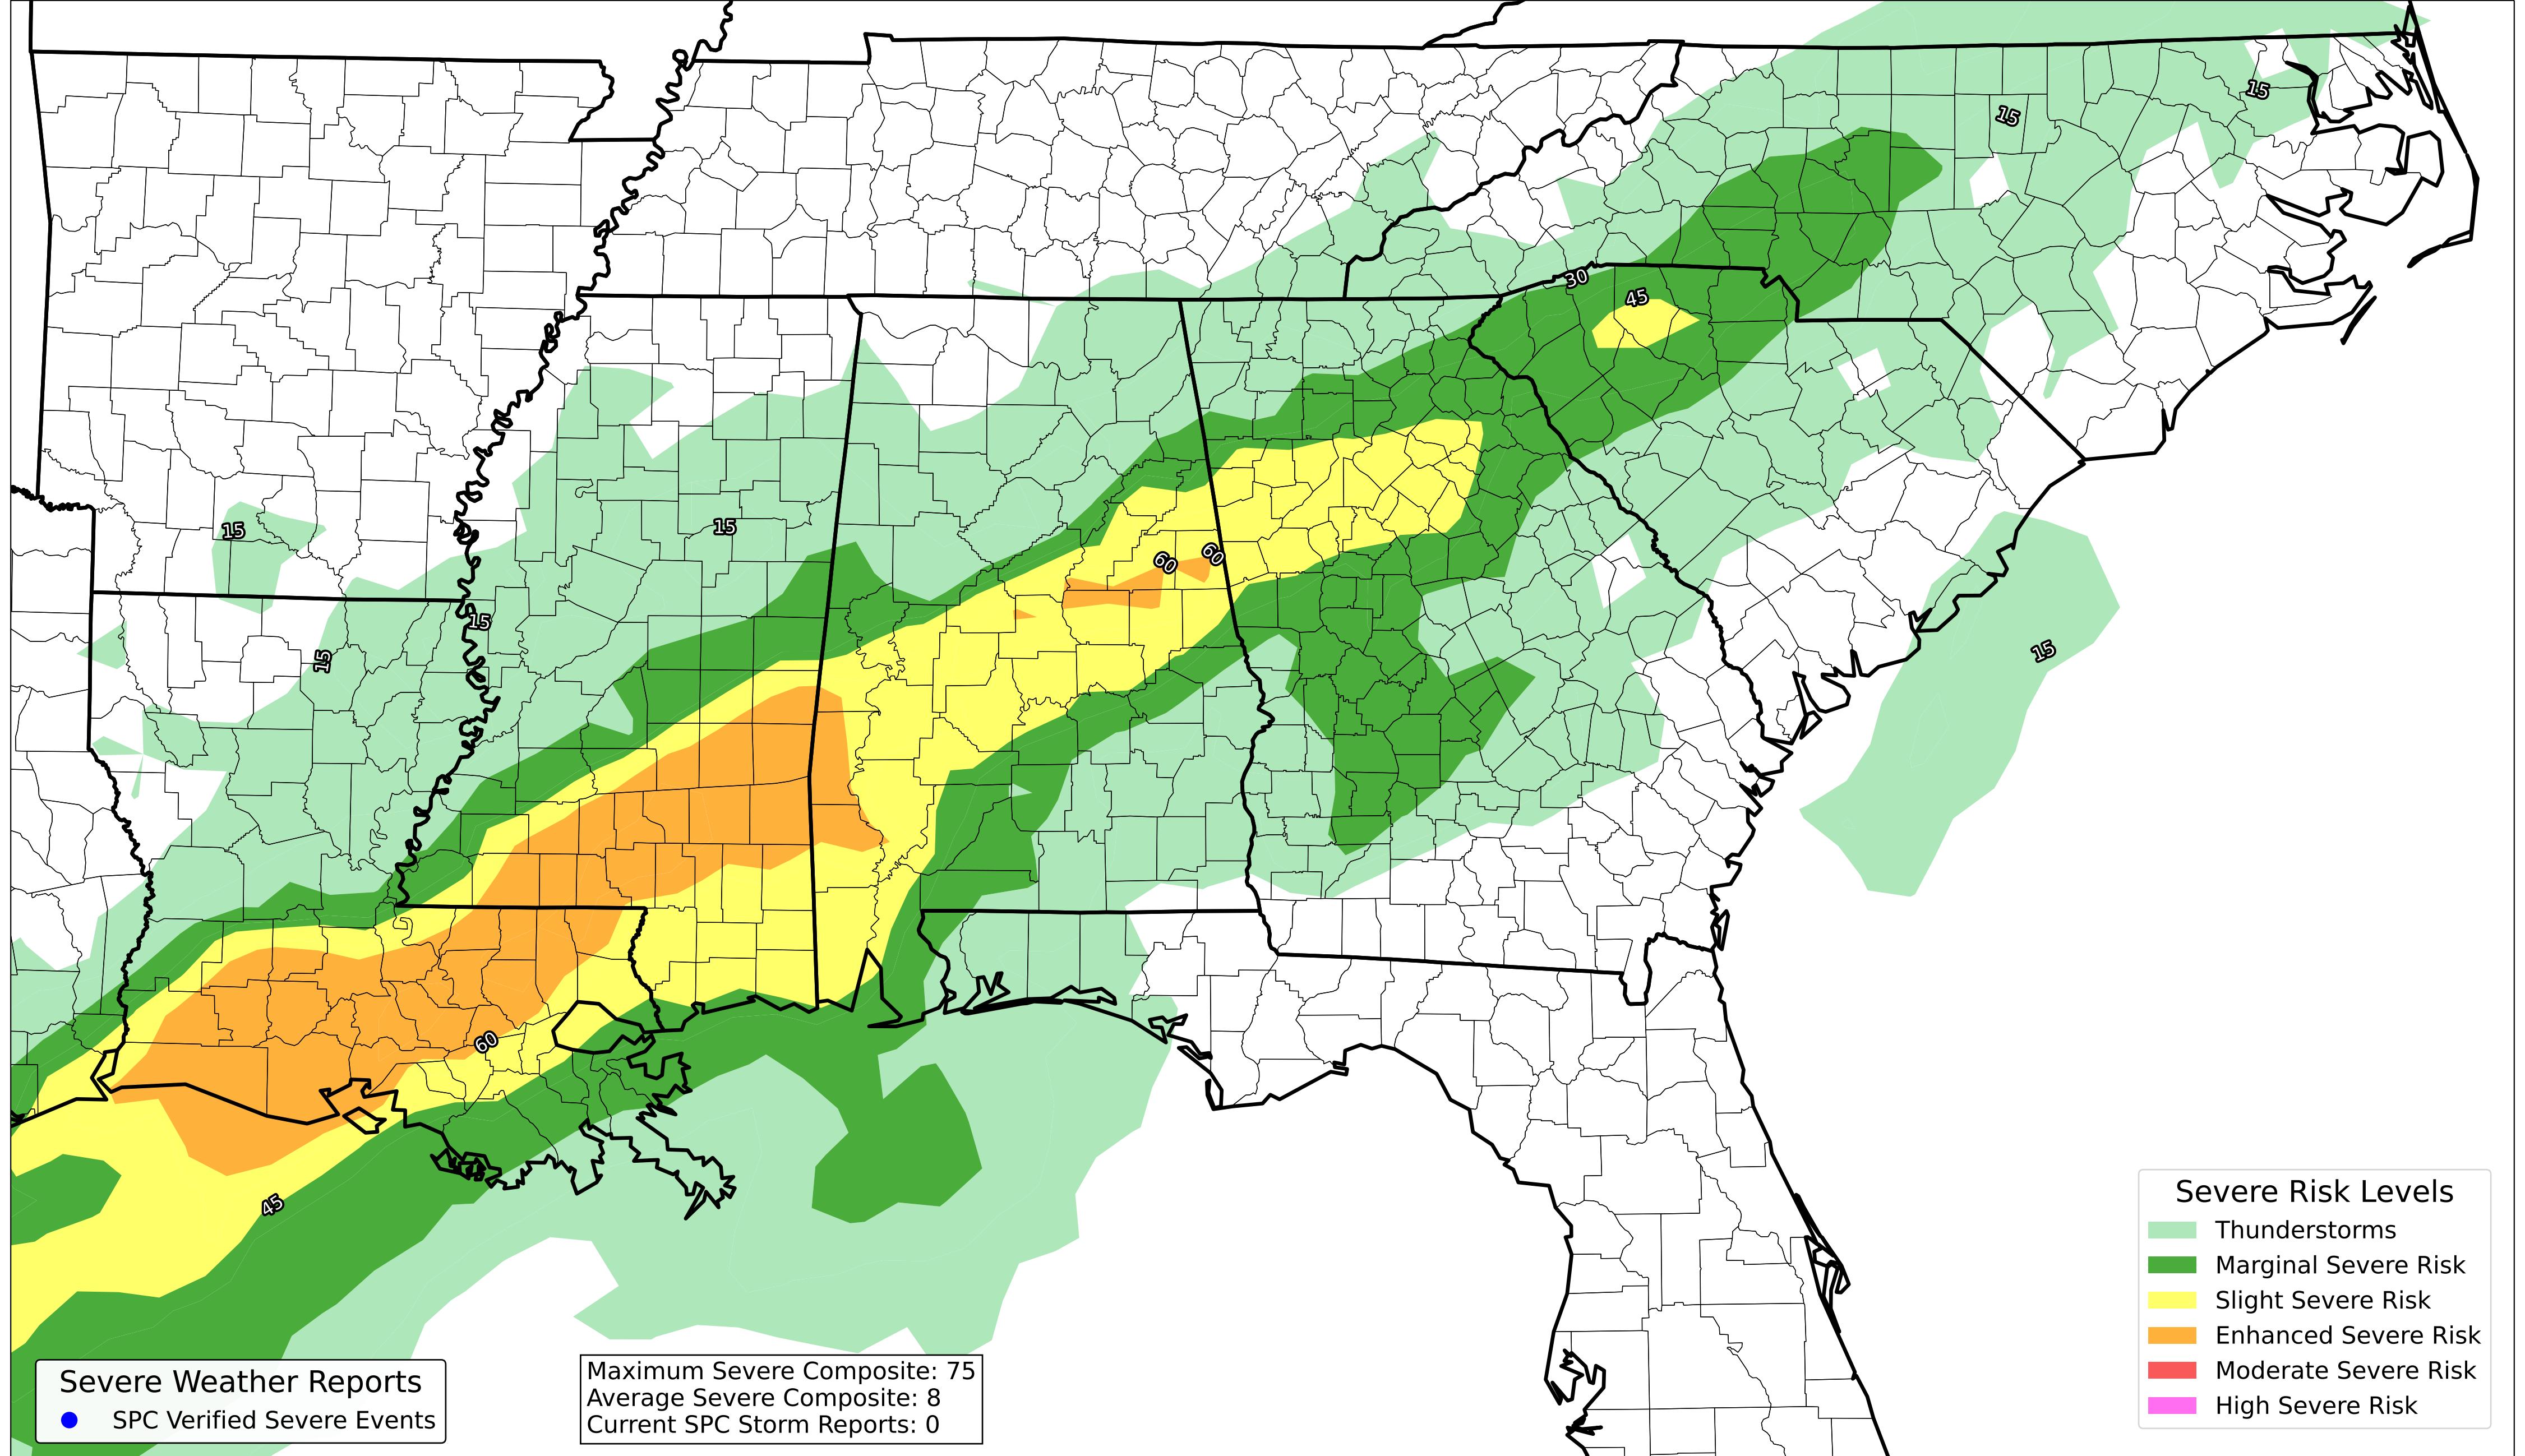 15
15
30
45
15
15
60
60
15
15
15
60
45
Severe Risk Levels
Thunderstorms
Marginal Severe Risk
Slight Severe Risk
Enhanced Severe Risk
Moderate Severe Risk
High Severe Risk
Severe Weather Reports
SPC Verified Severe Events
Maximum Severe Composite: 75
Average Severe Composite: 8
Current SPC Storm Reports: 0